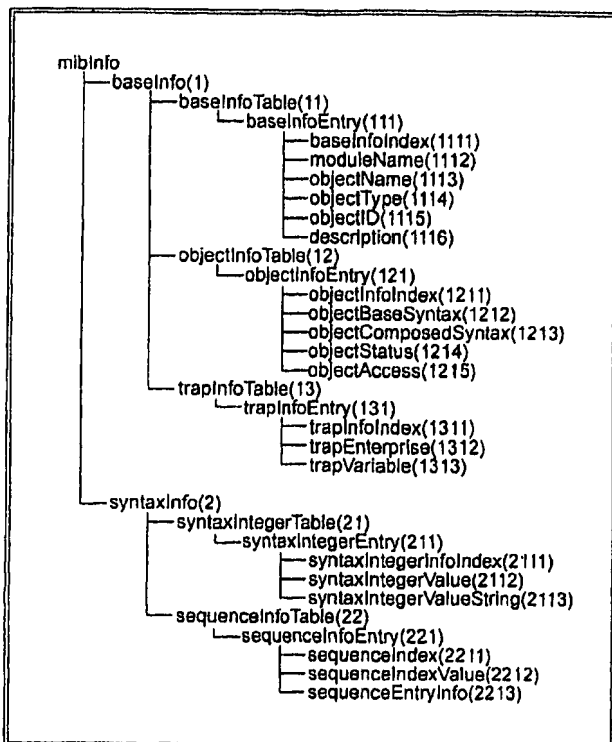 mibInfo
baseInfo(1)
baseInfoTable(11)
baseInfoEntry(111)
baseInfoIndex(1111)
moduleName(1112)
objectName(1113)
objectType(1114)
objectID(1115)
description(1116)
objectInfoTable(12)
objectInfoEntry(121)
objectInfoIndex(1211)
objectBaseSyntax(1212)
objectComposedSyntax(1213)
objectStatus(1214)
objectAccess(1215)
trapInfoTable(13)
trapInfoEntry(131)
trapInfoIndex(1311)
trapEnterprise(1312)
trapVariable(1313)
syntaxInfo(2)
syntaxIntegerTable(21)
syntaxIntegerEntry(211)
syntaxIntegerInfoIndex(2111)
syntaxIntegerValue(2112)
syntaxIntegerValueString(2113)
sequenceInfoTable(22)
sequenceInfoEntry(221)
sequenceIndex(2211)
sequenceIndexValue(2212)
sequenceEntryInfo(2213)